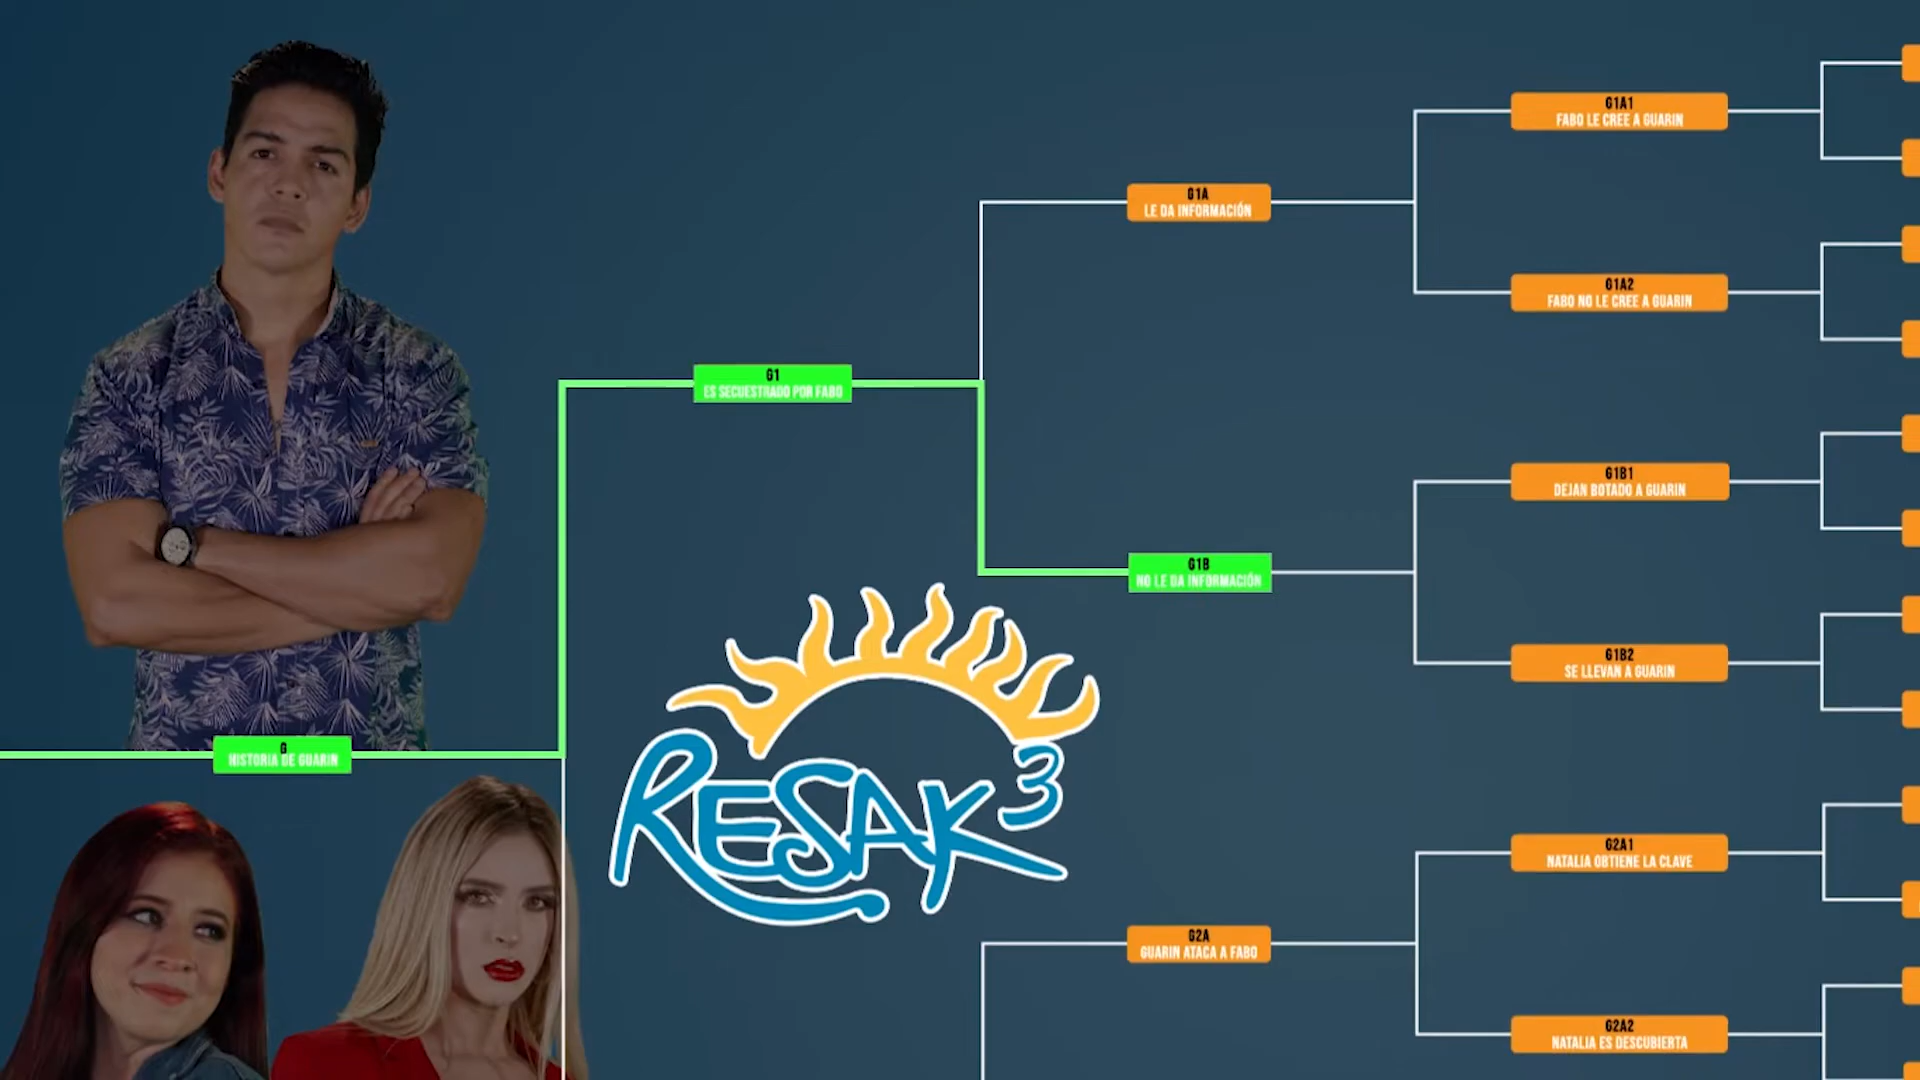 G1A1
FABO LE CREE A GUARIN
G1A
LE DA INFORMACIÓN
G1A2
FABO NO LE CREE A GUARIN
G1
ES SECUESTRADO POR FABO
G1B1
DEJAN BOTADO A GUARIN
G1B
NO LE DA INFORMACIÓN
G1B2
SE LLEVAN A GUARIN
G
HISTORIA DE GUARIN
RESAK3
G2A1
NATALIA OBTIENE LA CLAVE
G2A
GUARIN ATACA A FABO
G2A2
NATALIA ES DESCUBIERTA